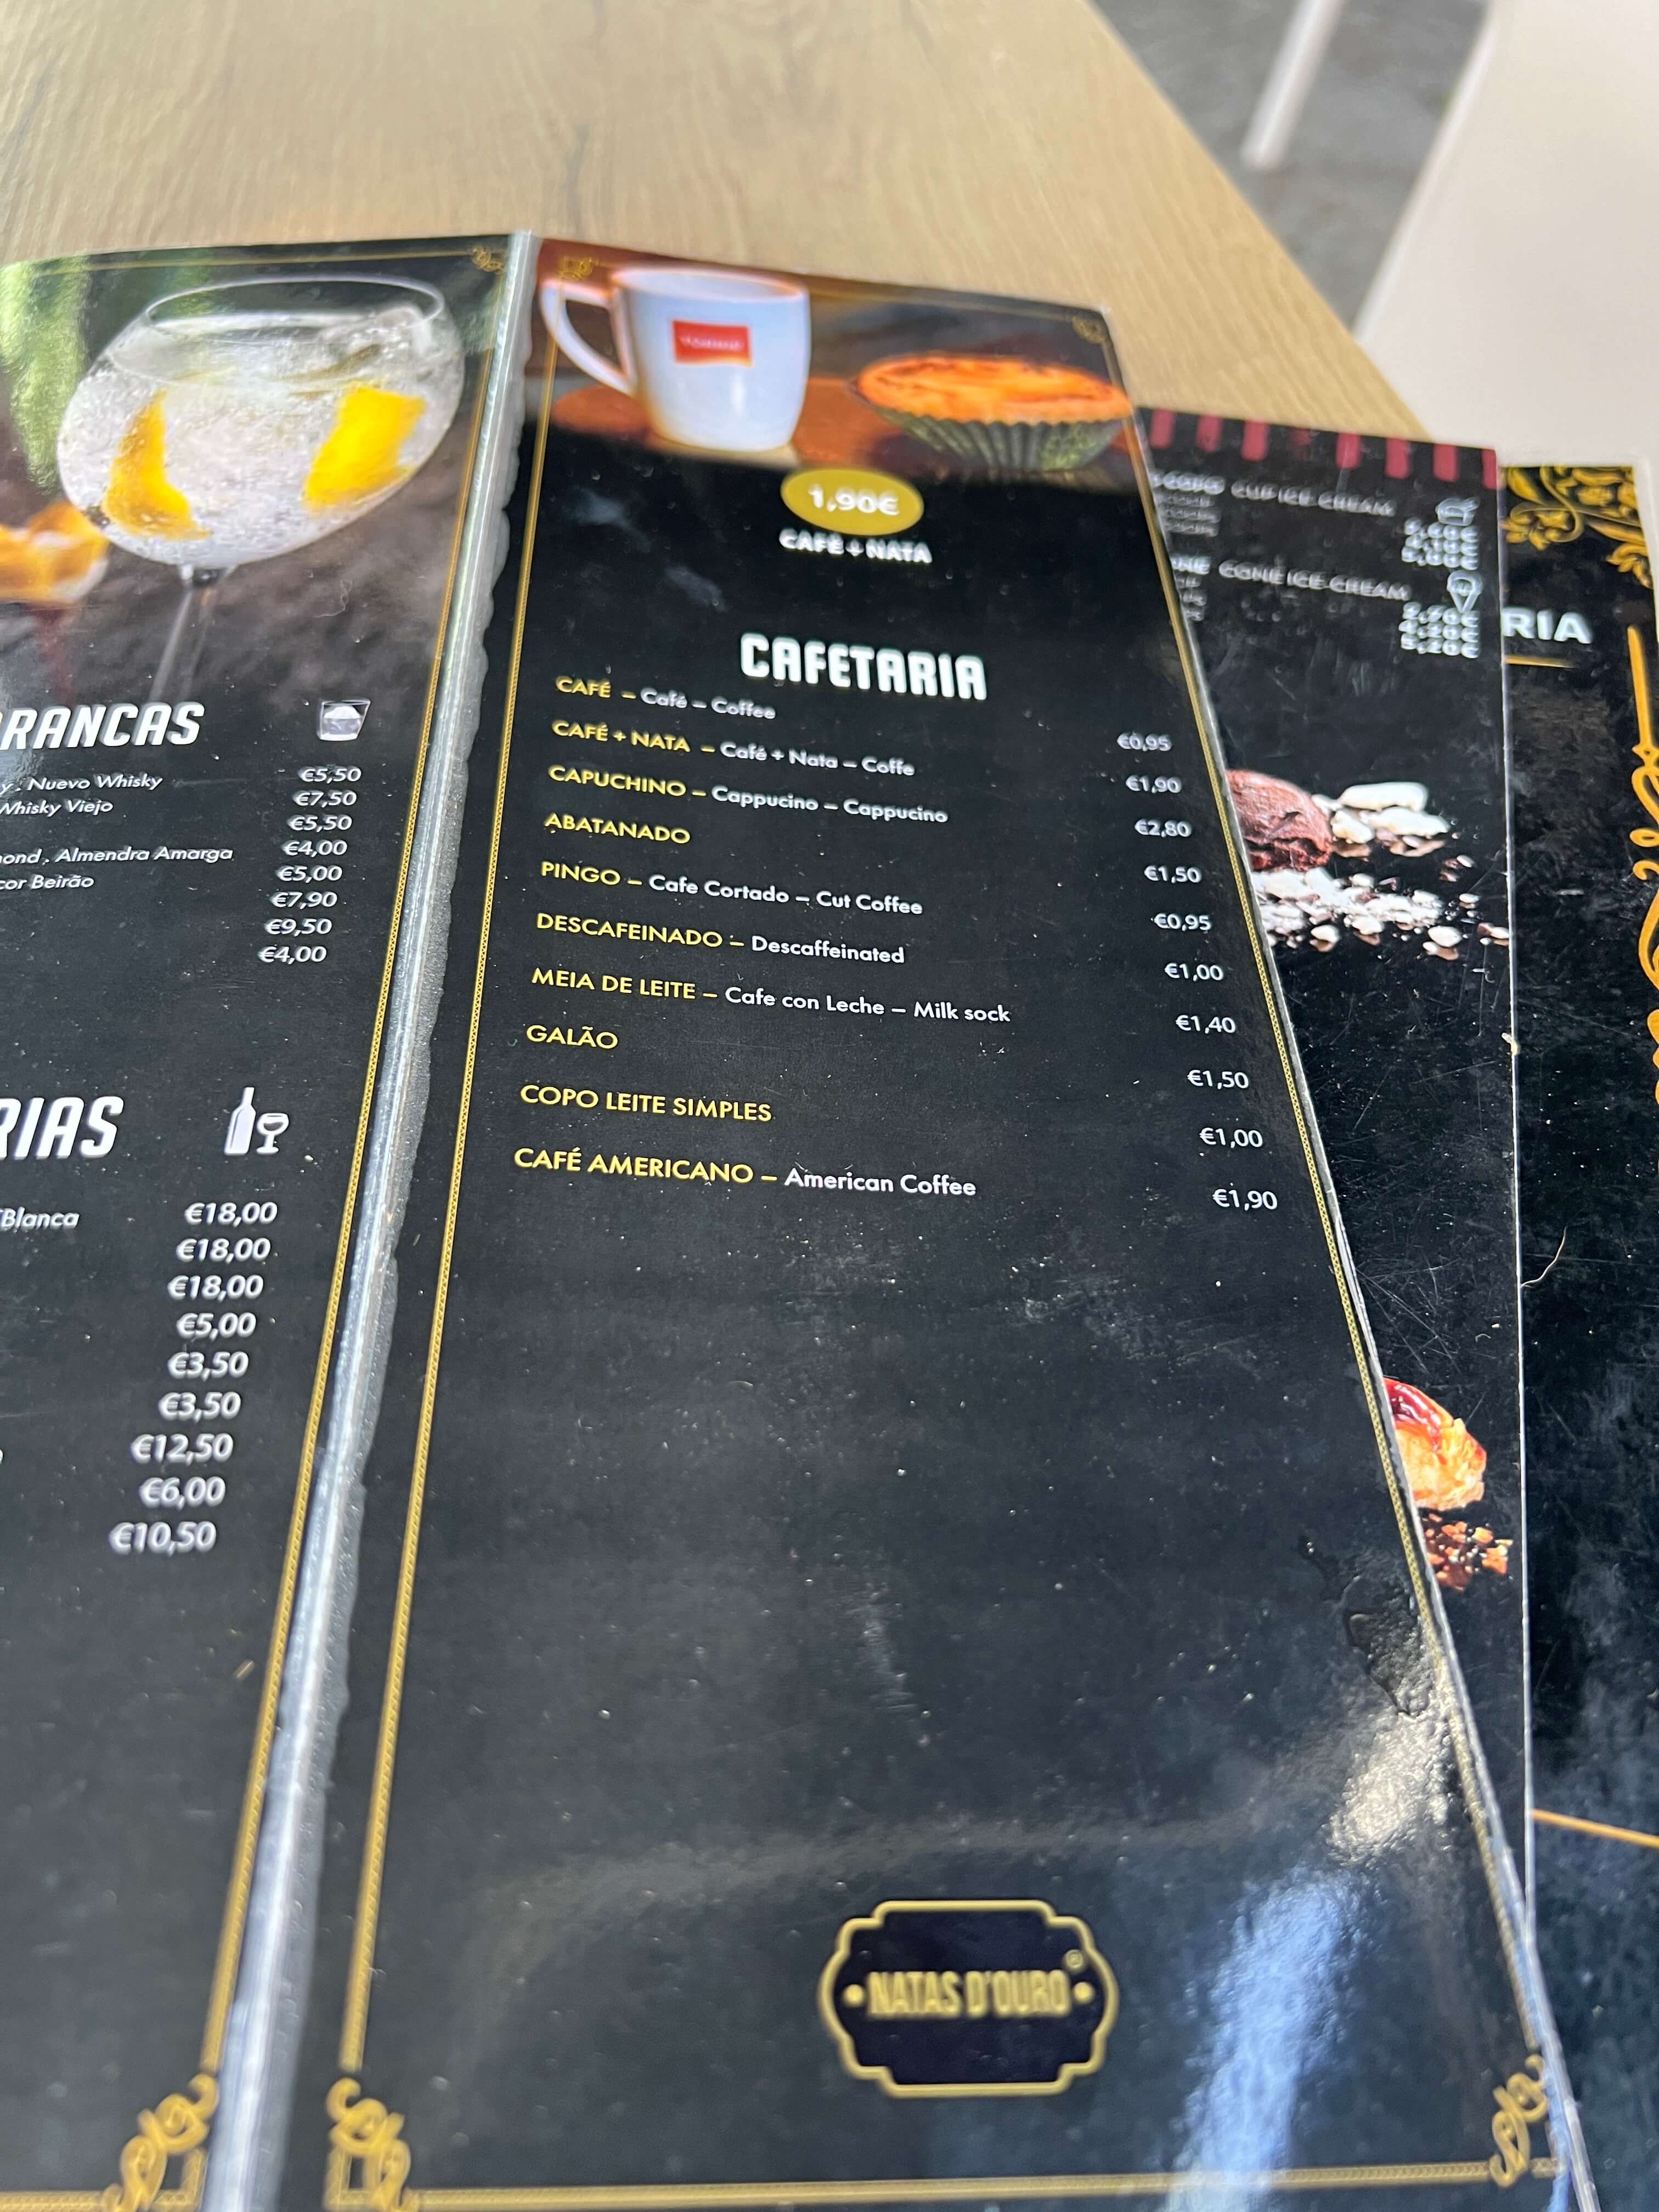 RANCAS
y . Nuevo Whisky €5,50
Whisky Viejo €7,50
€5,50
ond . Almendra Amarga €4,00
cor Beirão €5,00
€7,90
€9,50
€4,00
RIAS
Blanca €18,00
€18,00
€18,00
€5,00
€3,50
€3,50
€12,50
€6,00
€10,50
1,90€
CAFÉ + NATA
CAFETARIA
CAFÉ – Café – Coffee €0,95
CAFÉ + NATA – Café + Nata – Coffe €1,90
CAPUCHINO – Cappucino – Cappucino €2,80
ABATANADO €1,50
PINGO – Cafe Cortado – Cut Coffee €0,95
DESCAFEINADO – Descaffeinated €1,00
MEIA DE LEITE – Cafe con Leche – Milk sock €1,40
GALÃO €1,50
COPO LEITE SIMPLES €1,00
CAFÉ AMERICANO – American Coffee €1,90
NATAS D'OURO
CUP ICE-CREAM
CONE ICE-CREAM
5,20€
RIA